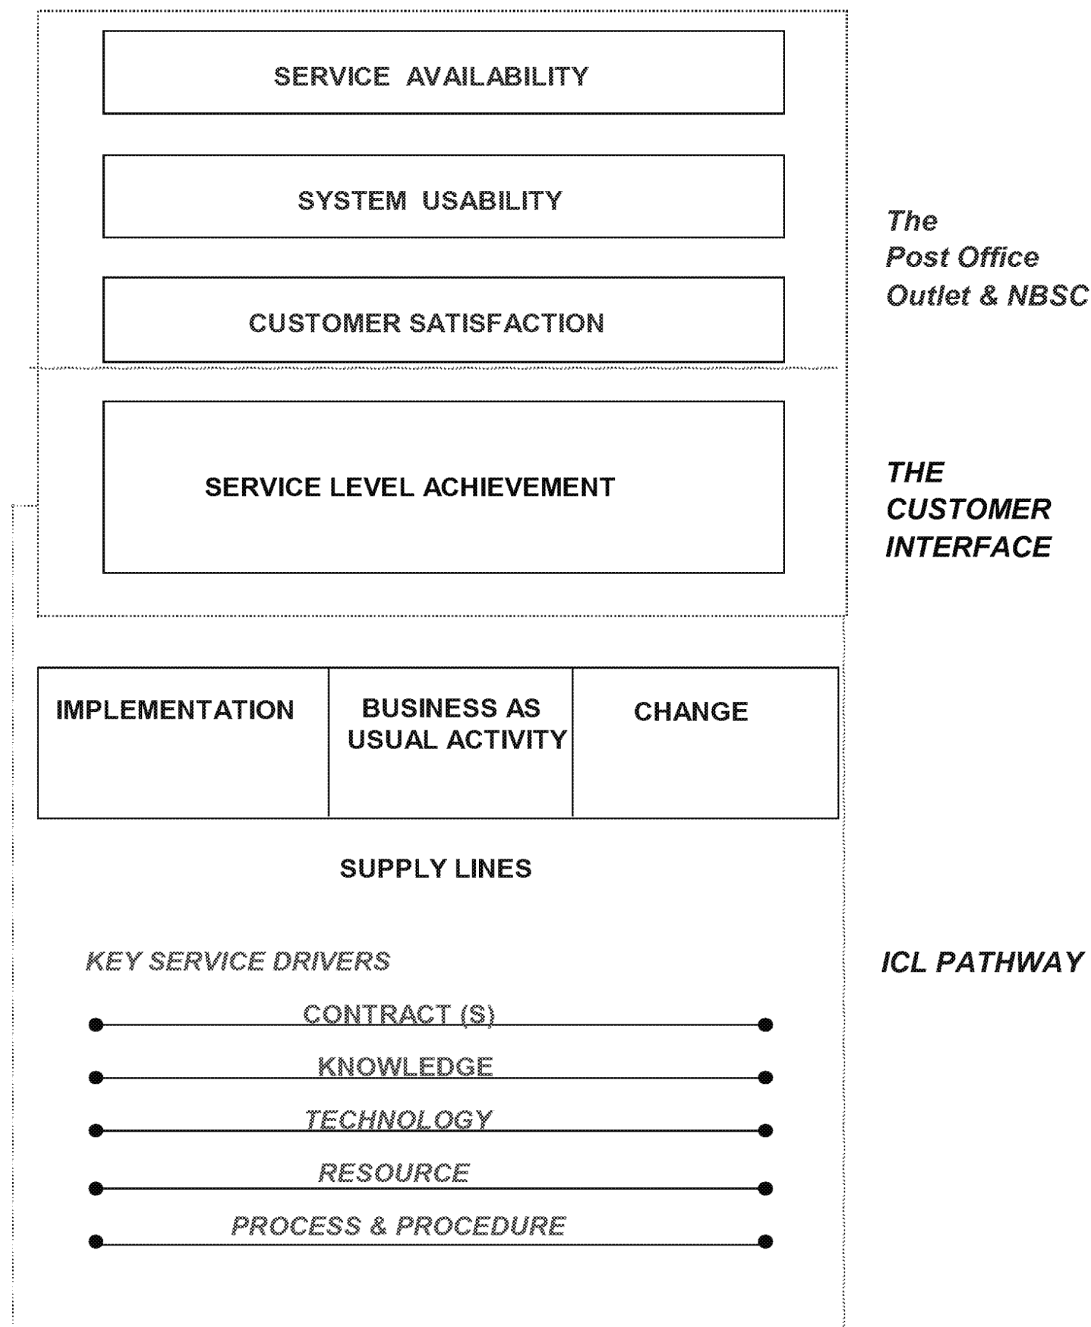 SERVICE AVAILABILITY
SYSTEM USABILITY
The
Post Office
Outlet & NBSC
CUSTOMER SATISFACTION
SERVICE LEVEL ACHIEVEMENT
THE
CUSTOMER
INTERFACE
IMPLEMENTATION
BUSINESS AS
USUAL ACTIVITY
CHANGE
SUPPLY LINES
KEY SERVICE DRIVERS
ICL PATHWAY
CONTRACT (S)
KNOWLEDGE
TECHNOLOGY
RESOURCE
PROCESS & PROCEDURE